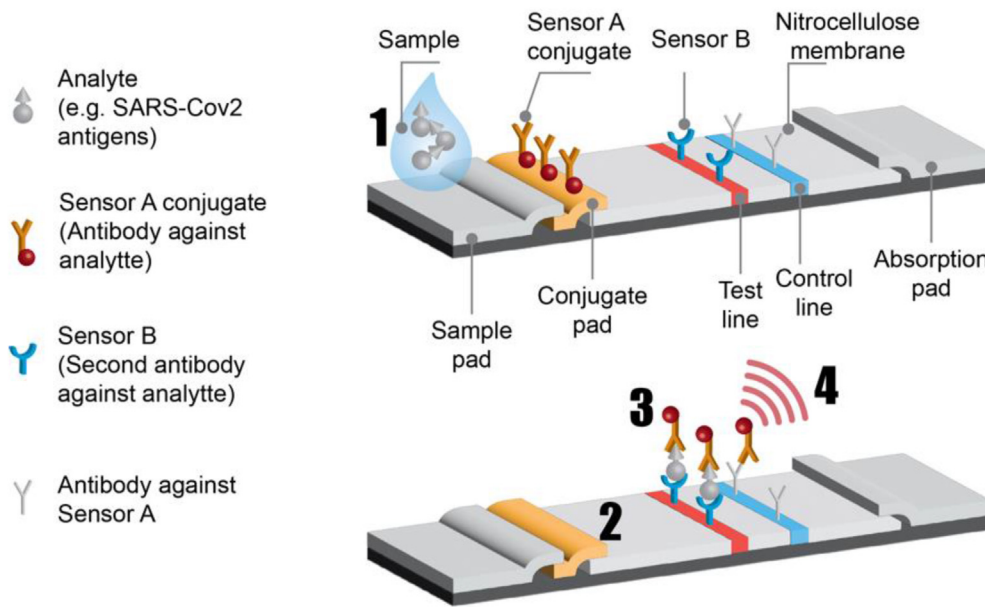 Analyte
(e.g. SARS-Cov2
antigens)
Sensor A conjugate
(Antibody against
analytte)
Sensor B
(Second antibody
against analytte)
Antibody against
Sensor A
1
Sample
Sensor A
conjugate
Sensor B
Nitrocellulose
membrane
Sample
pad
Conjugate
pad
Test
line
Control
line
Absorption
pad
2
3
4